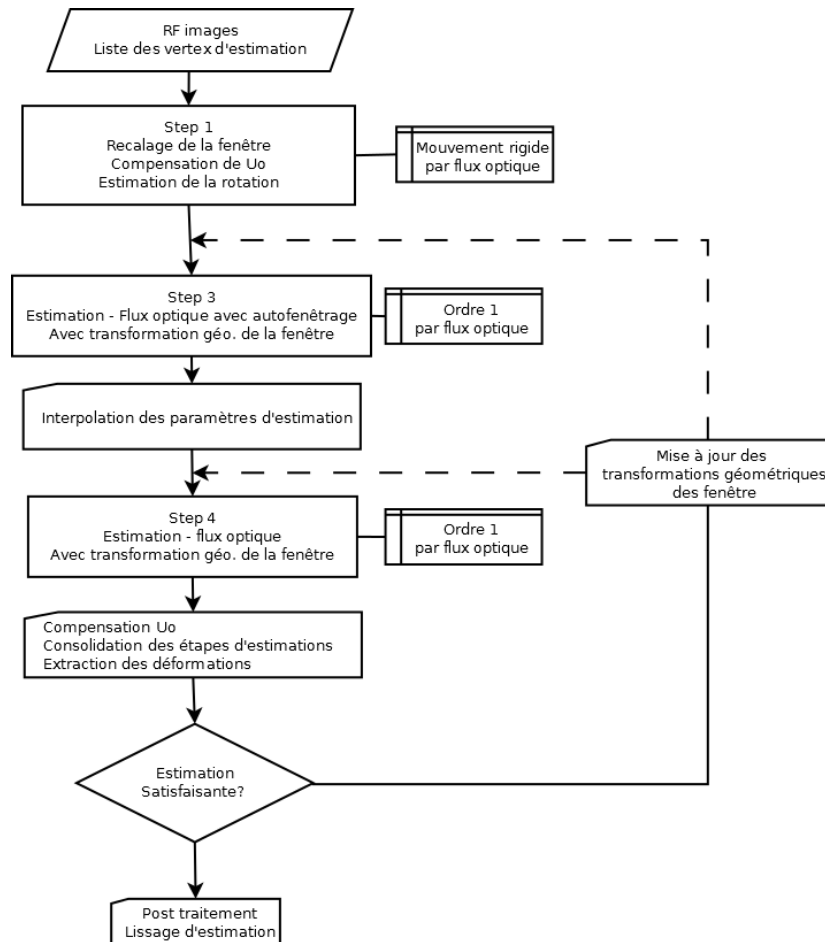 RF images
Liste des vertex d'estimation
Step 1
Recalage de la fenêtre
Compensation de Uo
Estimation de la rotation
Mouvement rigide
par flux optique
Step 3
Estimation - Flux optique avec autofenêtrage
Avec transformation géo. de la fenêtre
Ordre 1
par flux optique
Interpolation des paramètres d'estimation
Mise à jour des
transformations géométriques
des fenêtre
Step 4
Estimation - flux optique
Avec transformation géo. de la fenêtre
Ordre 1
par flux optique
Compensation Uo
Consolidation des étapes d'estimations
Extraction des déformations
Estimation
Satisfaisante?
Post traitement
Lissage d'estimation